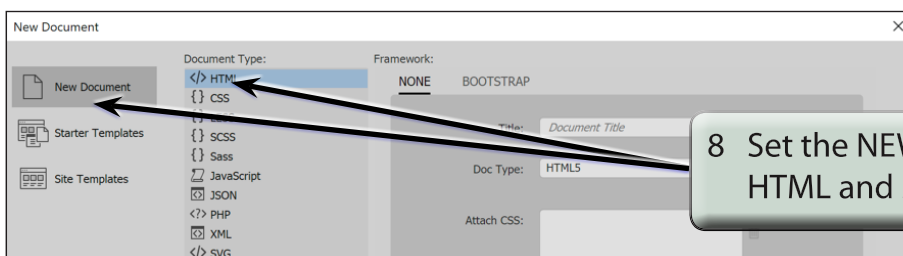 New Document
Document Type:
Framework:
New Document
Starter Templates
Site Templates
</> HTML
{} CSS
{} SCSS
{} Sass
JavaScript
JSON
<?> PHP
XML
</> SVG
NONE BOOTSTRAP
Title: Document Title
Doc Type: HTML5
Attach CSS:
8 Set the NEW
HTML and